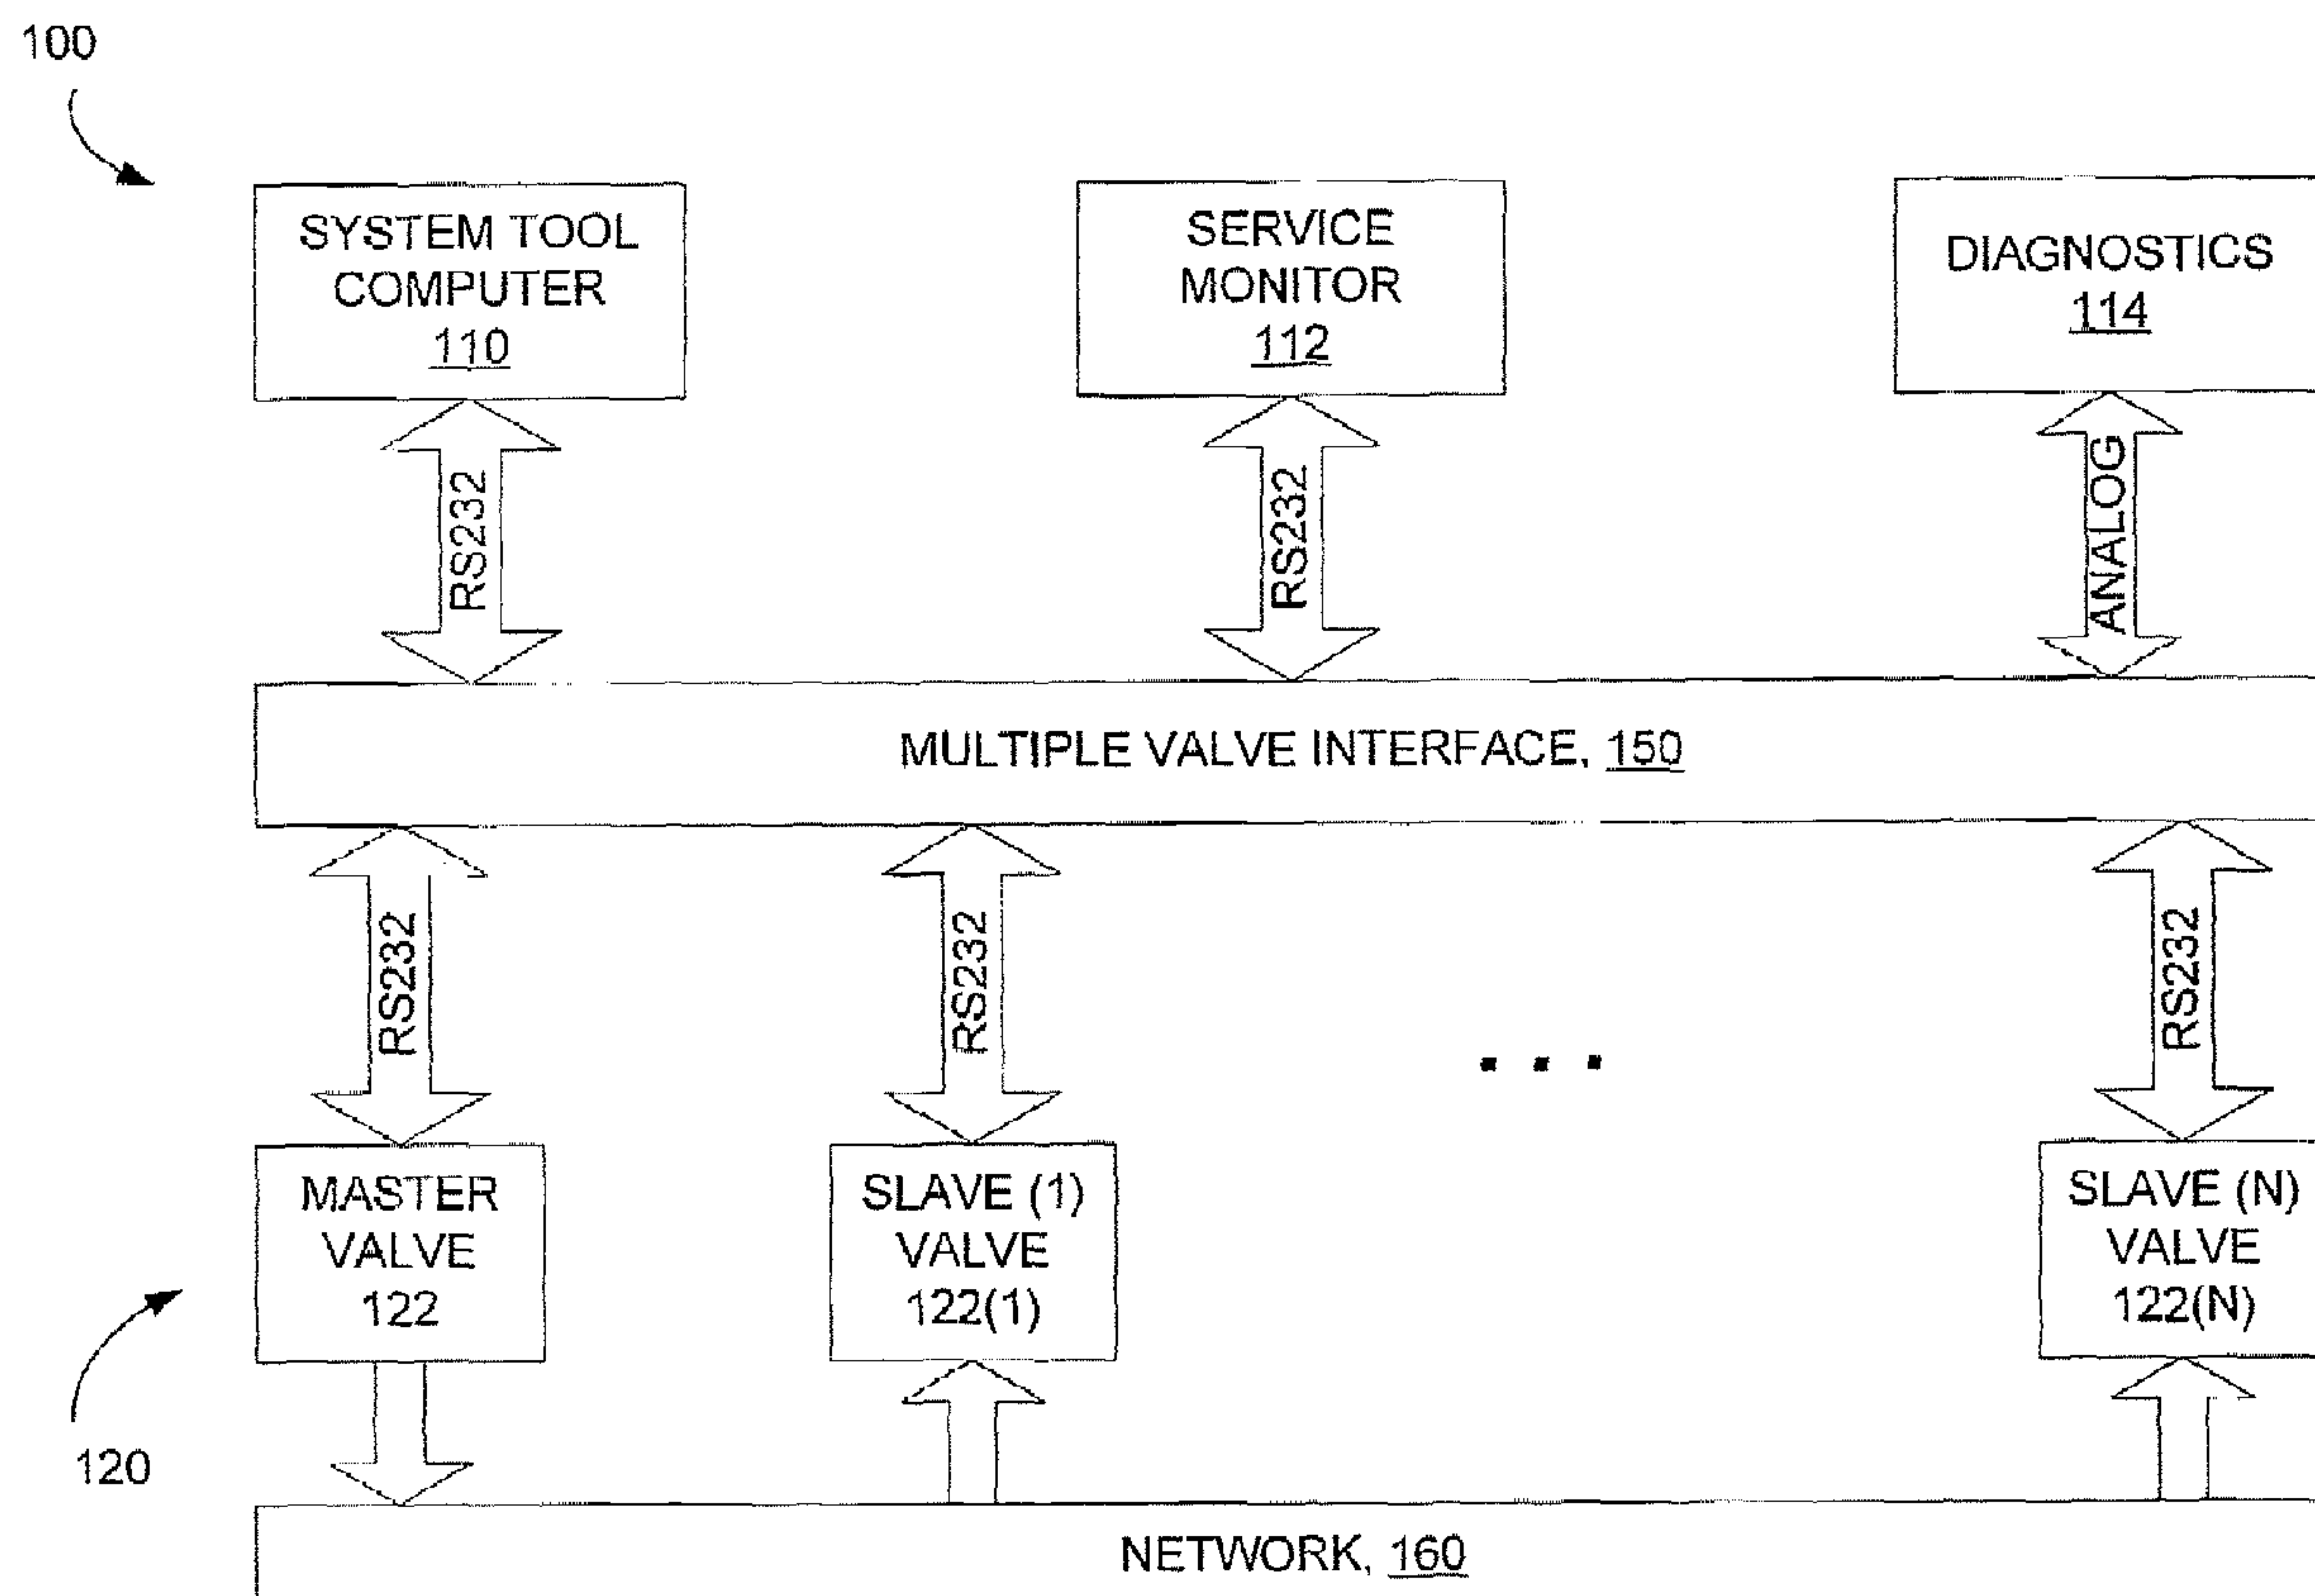 100
SYSTEM TOOL
COMPUTER
110
SERVICE
MONITOR
112
DIAGNOSTICS
114
RS232
RS232
ANALOG
MULTIPLE VALVE INTERFACE, 150
RS232
RS232
RS232
. . .
MASTER
VALVE
122
SLAVE (1)
VALVE
122(1)
SLAVE (N)
VALVE
122(N)
120
NETWORK, 160